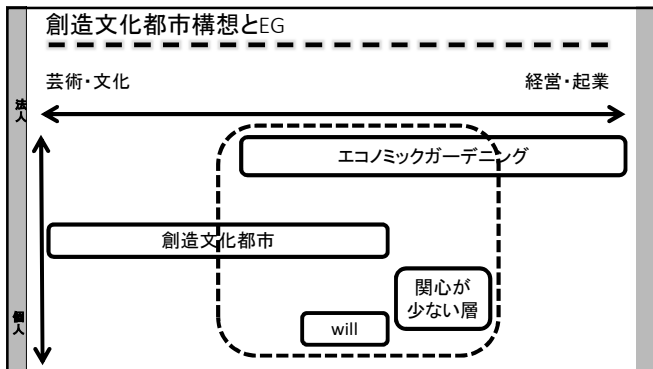 創造文化都市構想とEG
芸術・文化
経営・起業
法人
エコノミックガーデニング
創造文化都市
関心が
少ない層
will
個人